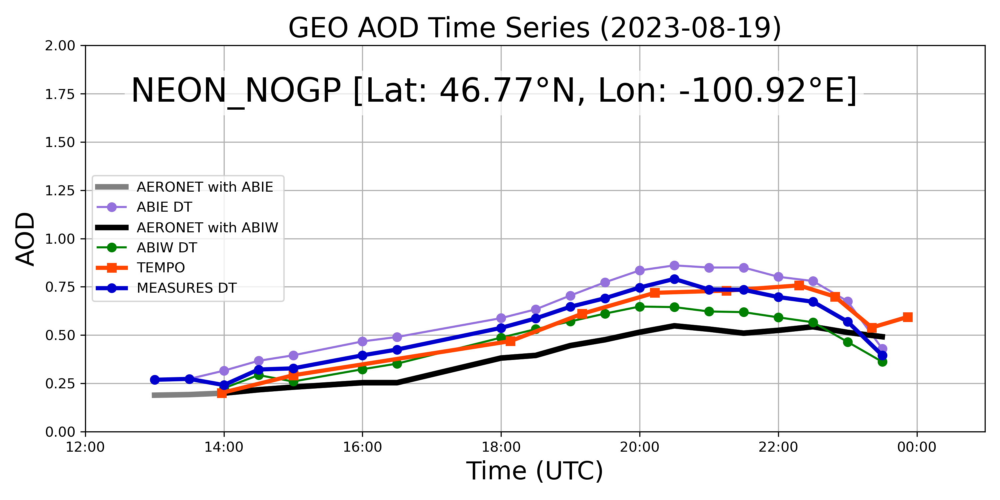 GEO AOD Time Series (2023-08-19)
2.00
NEON_NOGP [Lat: 46.77°N, Lon: -100.92°E]
1.75
1.50
1.25
1.00
0.75
0.50
0.25
0.00
AOD
AERONET with ABIE
ABIE DT
AERONET with ABIW
ABIW DT
TEMPO
MEASURES DT
12:00 14:00 16:00 18:00 20:00 22:00 00:00
Time (UTC)